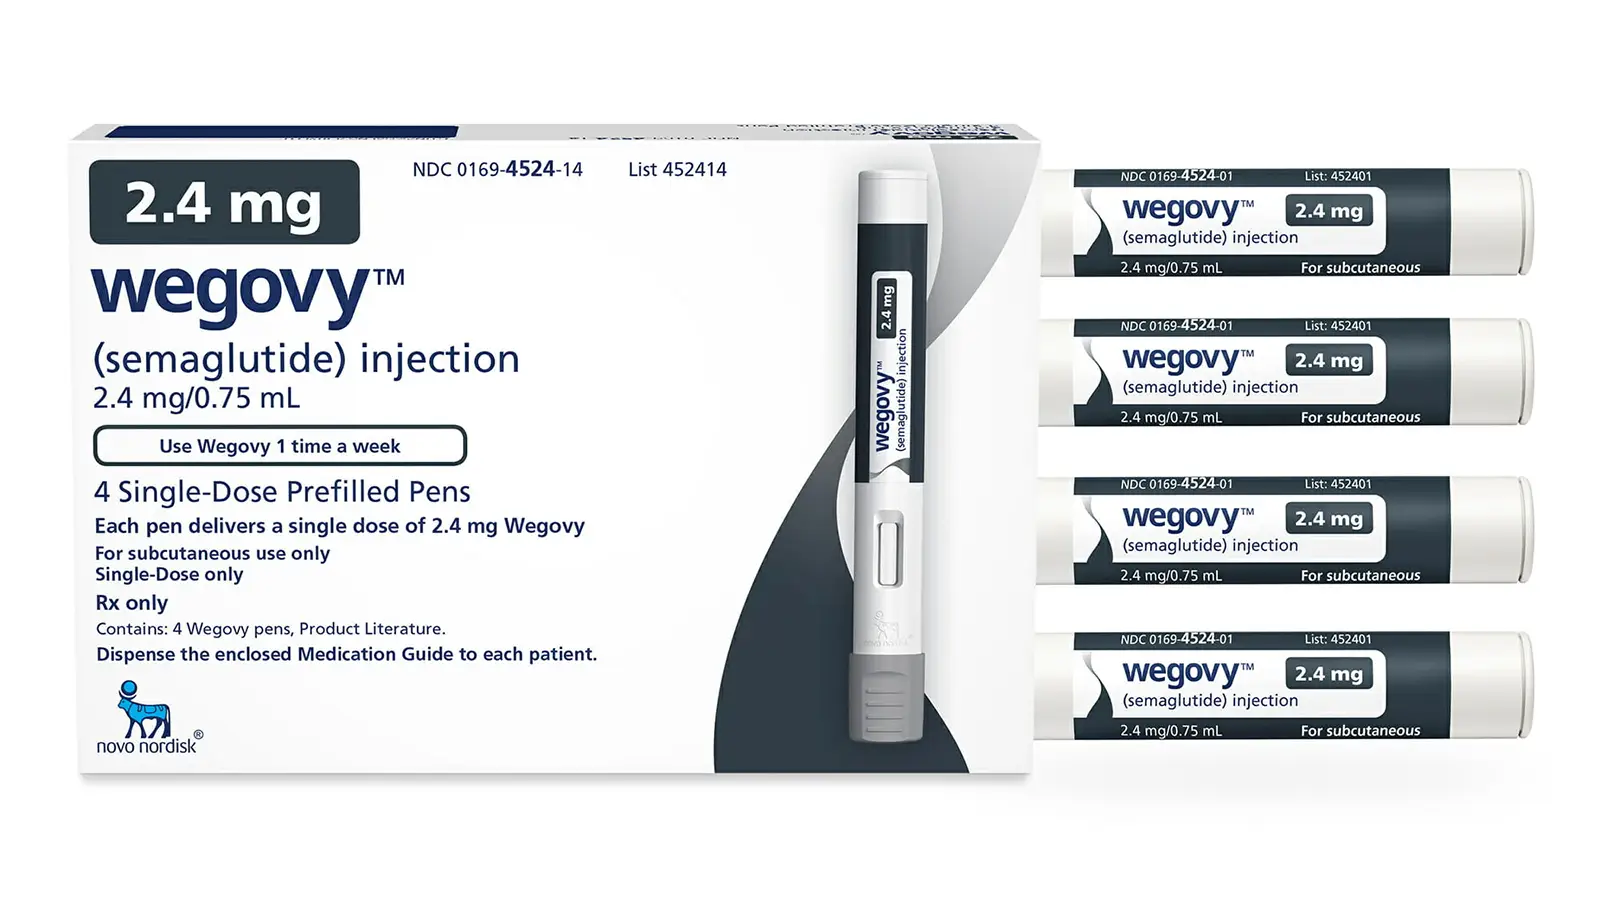 2.4 mg
NDC 0169-4524-14 List 452414
wegovy™
(semaglutide) injection
2.4 mg/0.75 mL
Use Wegovy 1 time a week
4 Single-Dose Prefilled Pens
Each pen delivers a single dose of 2.4 mg Wegovy
For subcutaneous use only
Single-Dose only
Rx only
Contains: 4 Wegovy pens, Product Literature.
Dispense the enclosed Medication Guide to each patient.
novo nordisk®
2.4 mg
wegovy™
(semaglutide) injection
novo nordisk
NDC 0169-4524-01 List: 452401
wegovy™ 2.4 mg
(semaglutide) injection
2.4 mg/0.75 mL For subcutaneous
NDC 0169-4524-01 List: 452401
wegovy™ 2.4 mg
(semaglutide) injection
2.4 mg/0.75 mL For subcutaneous
NDC 0169-4524-01 List: 452401
wegovy™ 2.4 mg
(semaglutide) injection
2.4 mg/0.75 mL For subcutaneous
NDC 0169-4524-01 List: 452401
wegovy™ 2.4 mg
(semaglutide) injection
2.4 mg/0.75 mL For subcutaneous